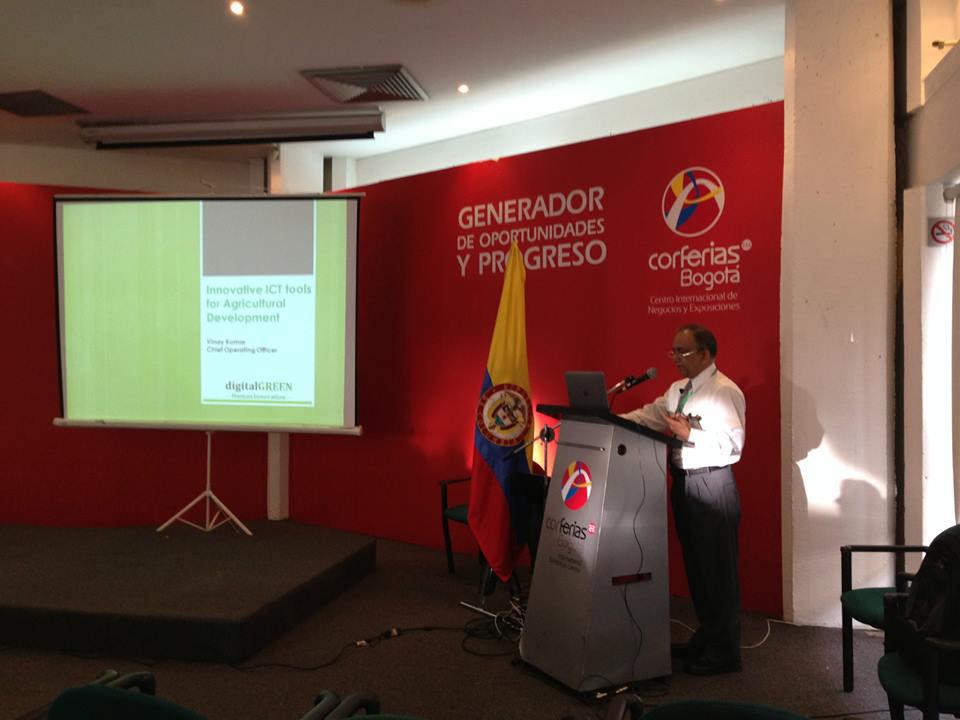 GENERADOR
DE OPORTUNIDADES
Y PROGRESO
corferias
Bogotá
Centro Internacional de
Negocios y Exposiciones
Innovative ICT tools
for Agricultural
Development
Vinay Kumar
Chief Operating Officer
digitalGREEN
corferias
International